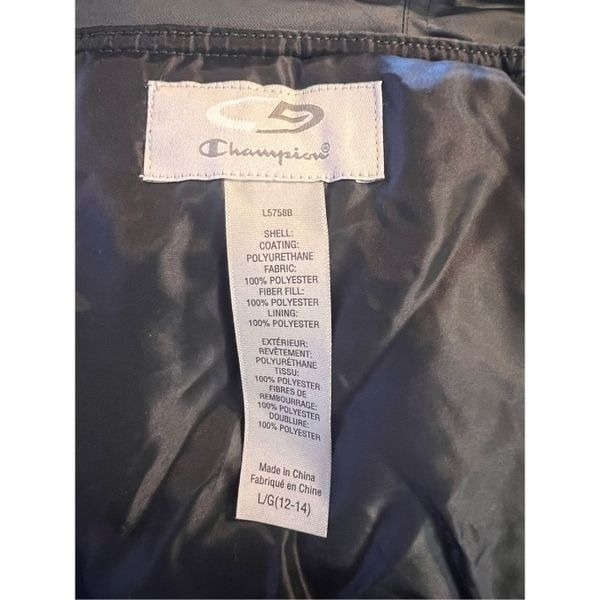 C9
Champion®
L5758B
SHELL:
COATING:
POLYURETHANE
FABRIC:
100% POLYESTER
FIBER FILL:
100% POLYESTER
LINING:
100% POLYESTER
EXTÉRIEUR:
REVÊTEMENT:
POLYURÉTHANE
TISSU:
100% POLYESTER
FIBRES DE
REMBOURRAGE:
100% POLYESTER
DOUBLURE:
100% POLYESTER
Made in China
Fabriqué en Chine
L/G(12-14)